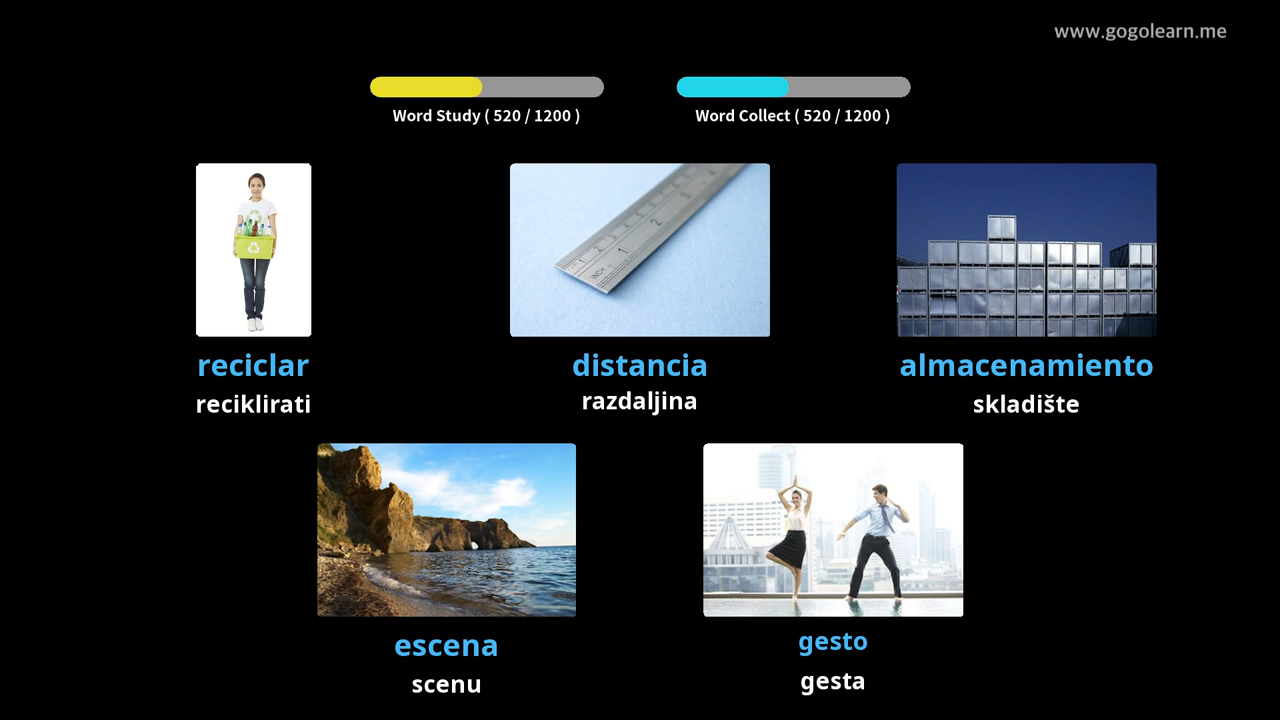 www.gogolearn.me
Word Study ( 520 / 1200 )
Word Collect ( 520 / 1200 )
reciclar
reciklirati
distancia
razdaljina
almacenamiento
skladište
escena
scenu
gesto
gesta